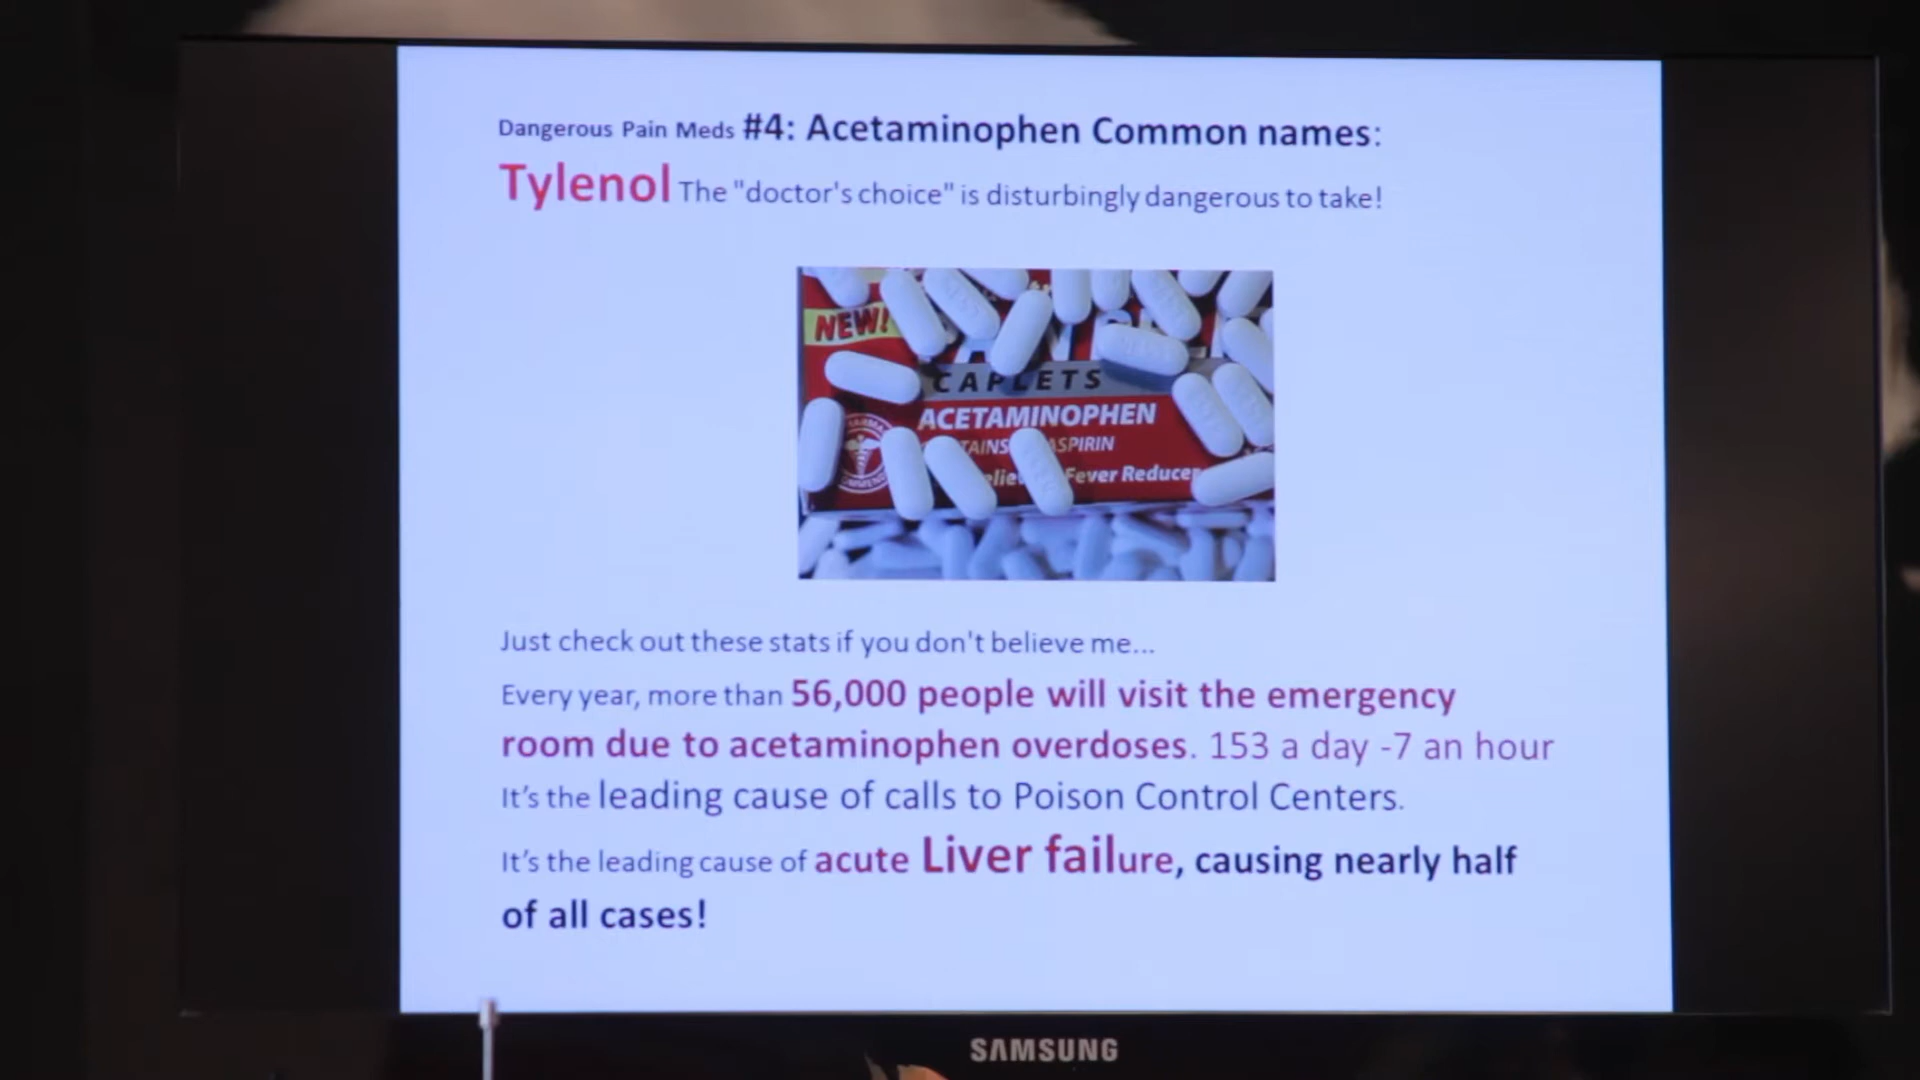 Dangerous Pain Meds #4: Acetaminophen Common names:
Tylenol The "doctor's choice" is disturbingly dangerous to take!
NEW!
CAPLETS
ACETAMINOPHEN
ASPIRIN
Fever Reducer
Just check out these stats if you don't believe me...
Every year, more than 56,000 people will visit the emergency
room due to acetaminophen overdoses. 153 a day -7 an hour
It's the leading cause of calls to Poison Control Centers.
It's the leading cause of acute Liver failure, causing nearly half
of all cases!
SAMSUNG